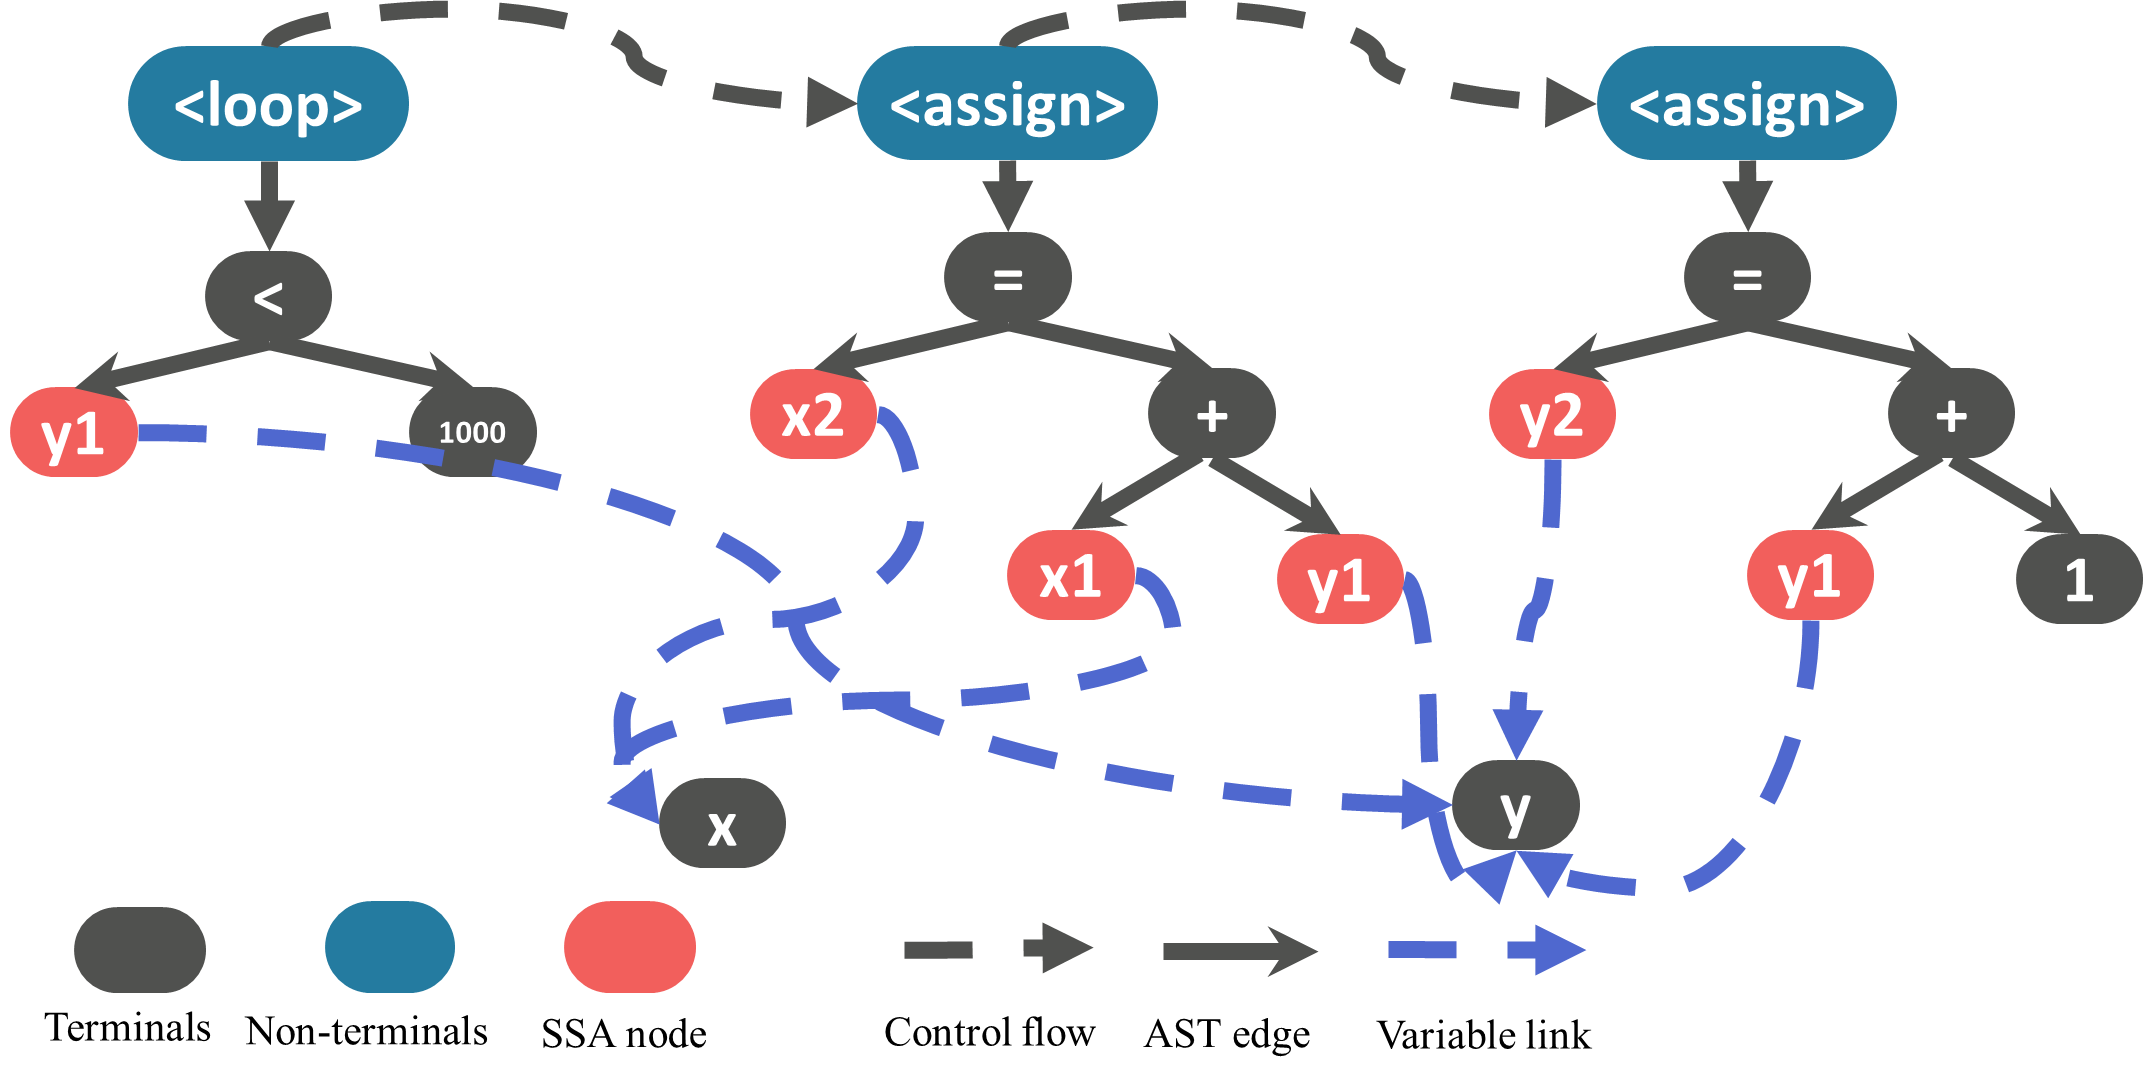 <loop>
<assign>
<assign>
<
=
=
y1
1000
x2
+
y2
+
x1
y1
y1
1
x
y
Terminals
Non-terminals
SSA node
Control flow
AST edge
Variable link